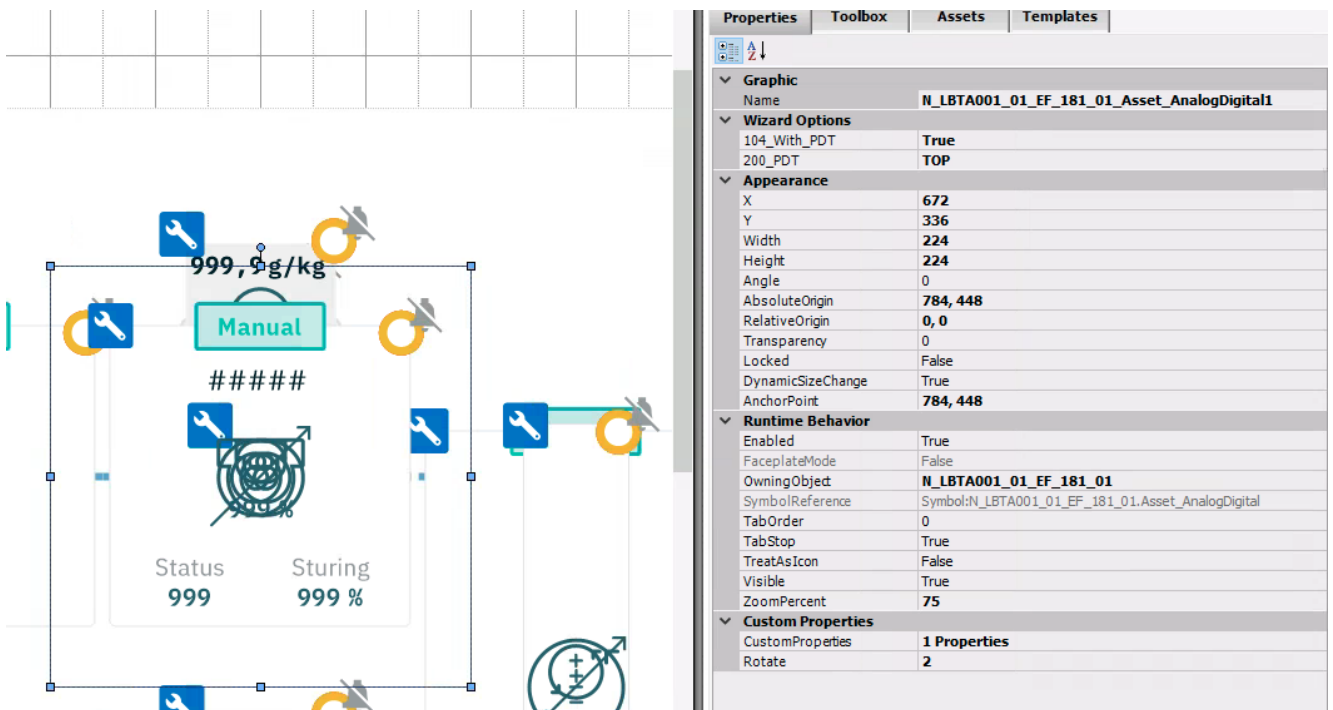 Properties Toolbox Assets Templates
Graphic
Name N_LBTA001_01_EF_181_01_Asset_AnalogDigital1
Wizard Options
104_With_PDT True
200_PDT TOP
Appearance
X 672
Y 336
Width 224
Height 224
Angle 0
AbsoluteOrigin 784, 448
RelativeOrigin 0, 0
Transparency 0
Locked False
DynamicSizeChange True
AnchorPoint 784, 448
Runtime Behavior
Enabled True
FaceplateMode False
OwningObject N_LBTA001_01_EF_181_01
SymbolReference Symbol:N_LBTA001_01_EF_181_01.Asset_AnalogDigital
TabOrder 0
TabStop True
TreatAsIcon False
Visible True
ZoomPercent 75
Custom Properties
CustomProperties 1 Properties
Rotate 2
999,9 g/kg
Manual
#####
999 %
Status Sturing
999 999 %